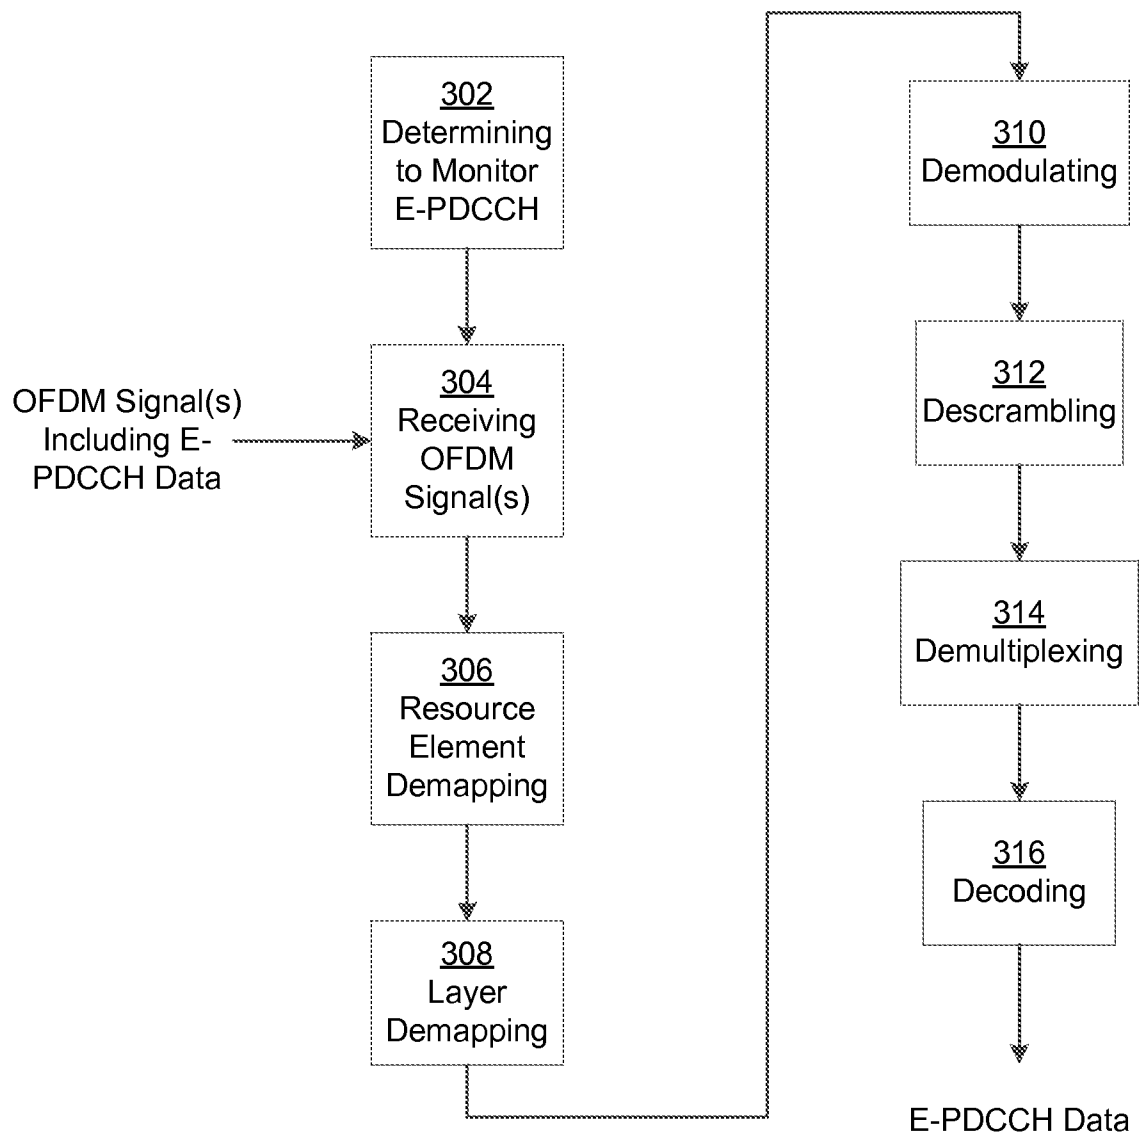 302
Determining
to Monitor
E-PDCCH
OFDM Signal(s)
Including E-
PDCCH Data
304
Receiving
OFDM
Signal(s)
306
Resource
Element
Demapping
308
Layer
Demapping
310
Demodulating
312
Descrambling
314
Demultiplexing
316
Decoding
E-PDCCH Data